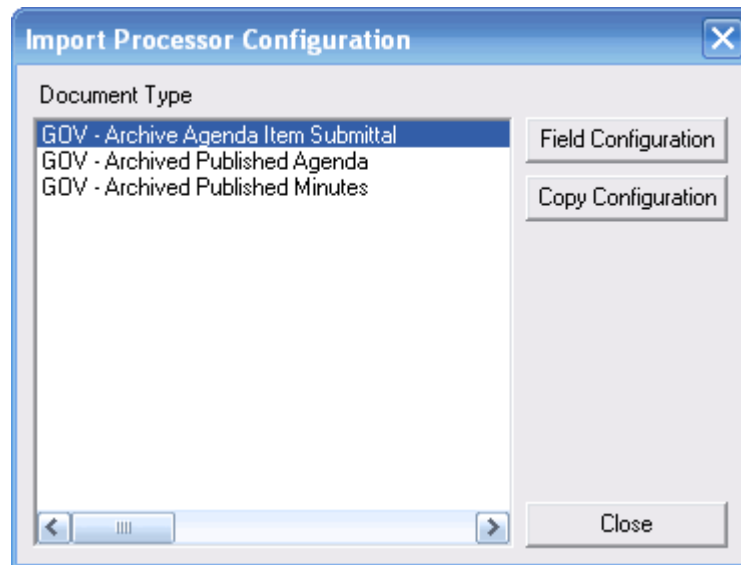 Import Processor Configuration
Document Type
GOV - Archive Agenda Item Submittal
GOV - Archived Published Agenda
GOV - Archived Published Minutes
Field Configuration
Copy Configuration
Close